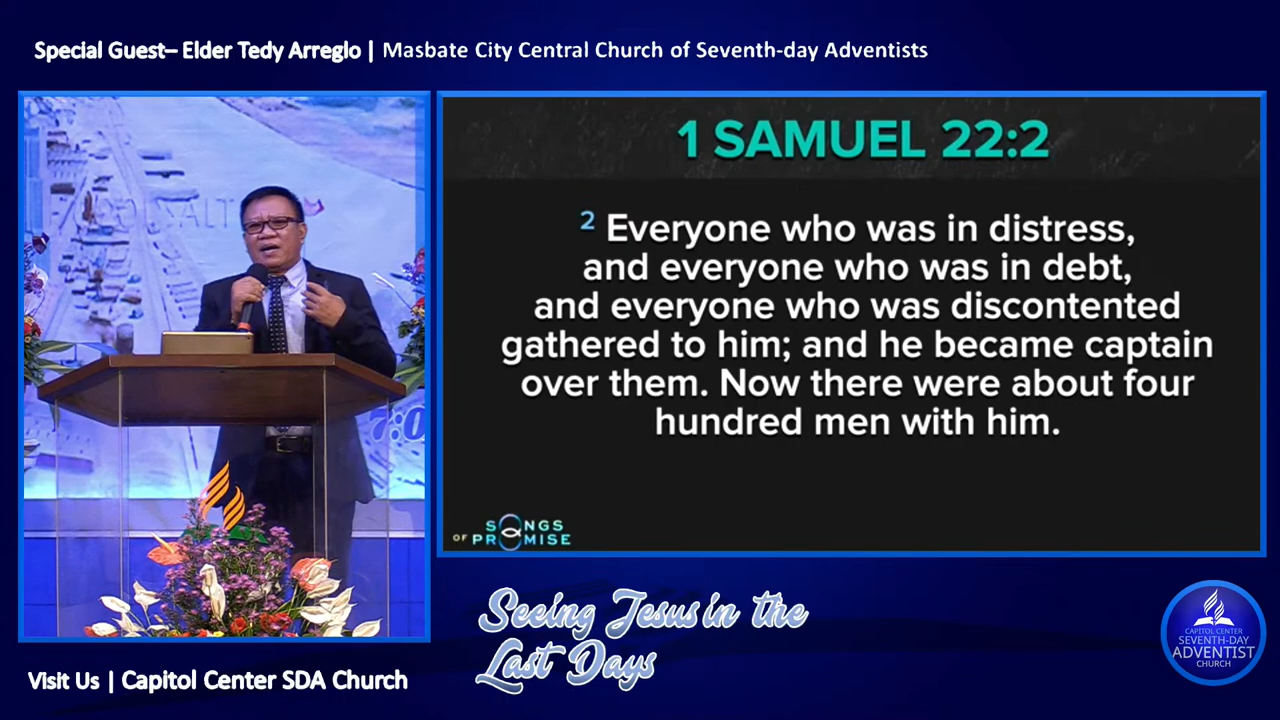 Special Guest– Elder Tedy Arreglo | Masbate City Central Church of Seventh-day Adventists
1 SAMUEL 22:2
2 Everyone who was in distress,
and everyone who was in debt,
and everyone who was discontented
gathered to him; and he became captain
over them. Now there were about four
hundred men with him.
SONGS
OF PROMISE
Seeing Jesus in the
Last Days
CAPITOL CENTER
SEVENTH-DAY
ADVENTIST
CHURCH
Visit Us | Capitol Center SDA Church